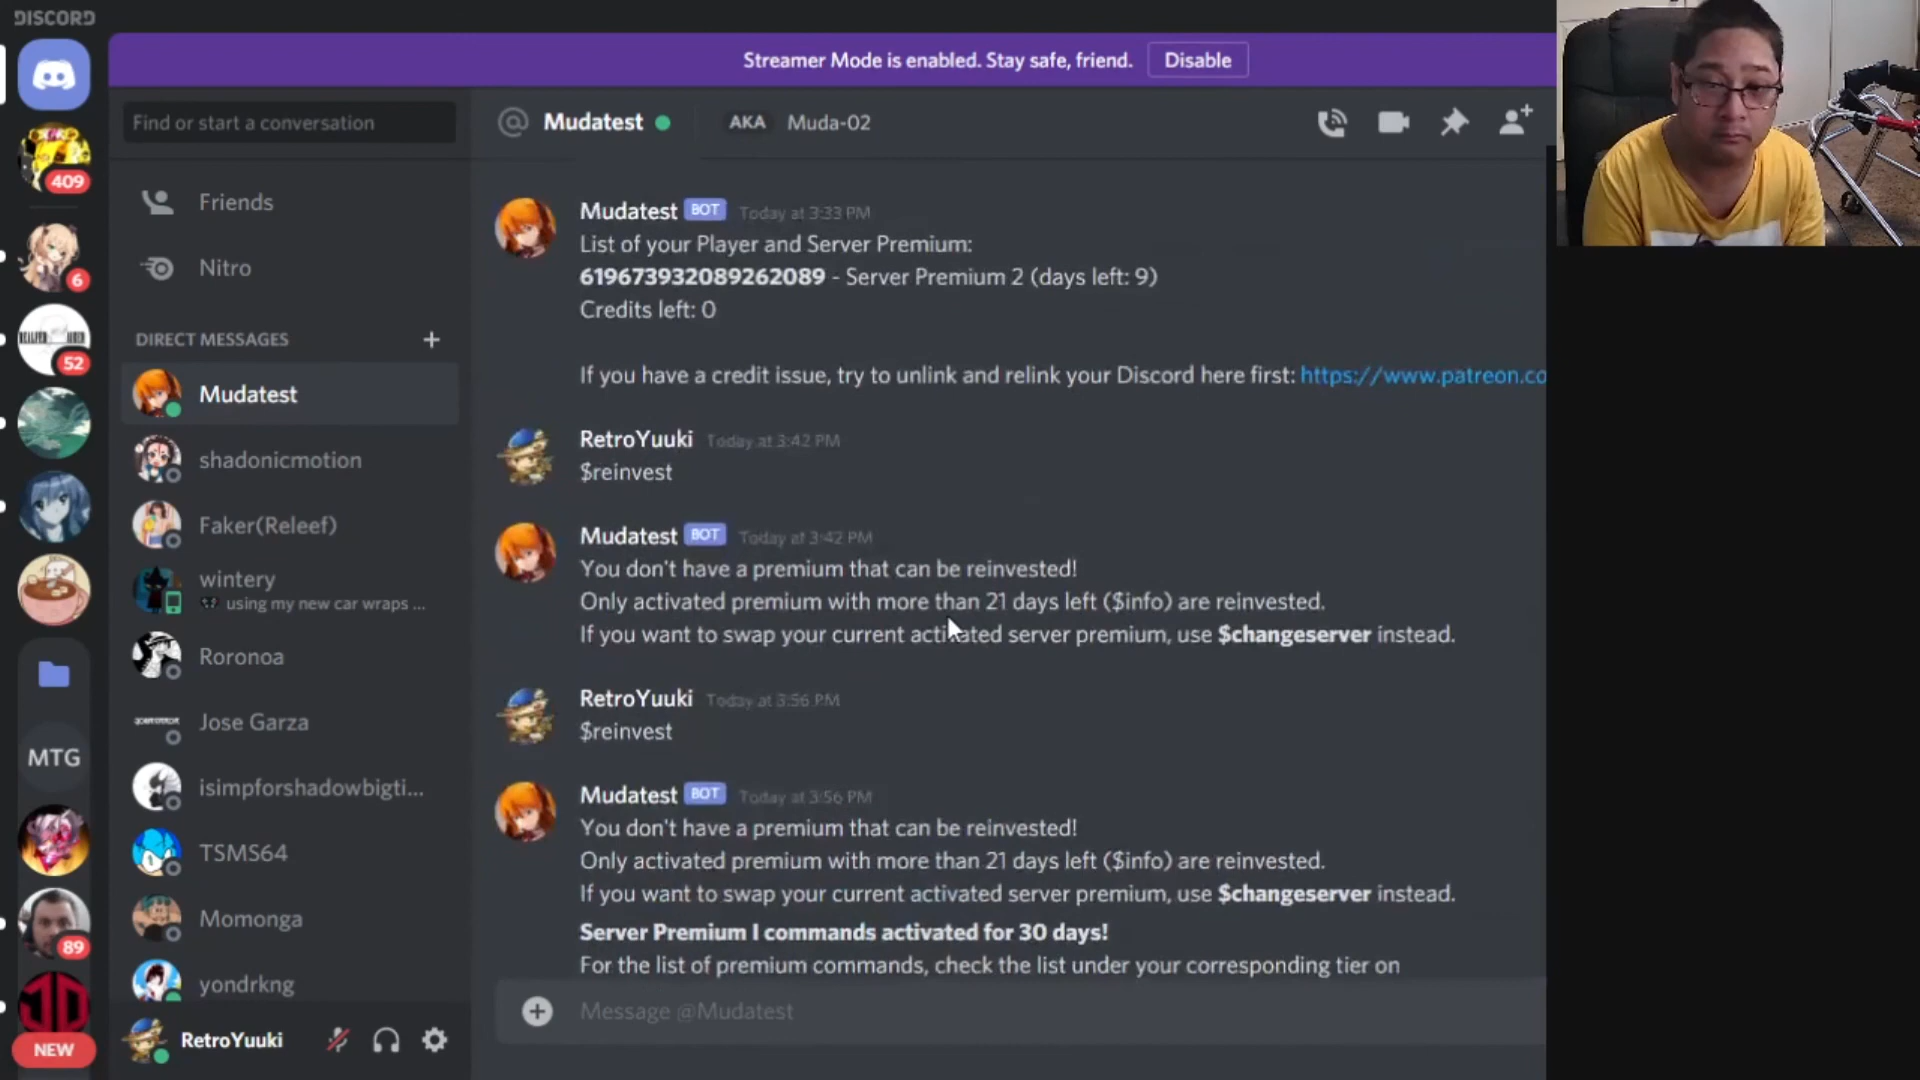 DISCORD
Streamer Mode is enabled. Stay safe, friend.
Disable
Find or start a conversation
Mudatest
AKA
Muda-02
409
6
52
MTG
89
NEW
Friends
Nitro
DIRECT MESSAGES
Mudatest
shadonicmotion
Faker(Releef)
wintery
using my new car wraps ...
Roronoa
Jose Garza
isimpforshadowbigti...
TSMS64
Momonga
yondrkng
RetroYuuki
Mudatest BOT Today at 3:33 PM
List of your Player and Server Premium:
619673932089262089 - Server Premium 2 (days left: 9)
Credits left: 0
If you have a credit issue, try to unlink and relink your Discord here first: https://www.patreon.co
RetroYuuki Today at 3:42 PM
$reinvest
Mudatest BOT Today at 3:42 PM
You don't have a premium that can be reinvested!
Only activated premium with more than 21 days left ($info) are reinvested.
If you want to swap your current activated server premium, use $changeserver instead.
RetroYuuki Today at 3:56 PM
$reinvest
Mudatest BOT Today at 3:56 PM
You don't have a premium that can be reinvested!
Only activated premium with more than 21 days left ($info) are reinvested.
If you want to swap your current activated server premium, use $changeserver instead.
Server Premium I commands activated for 30 days!
For the list of premium commands, check the list under your corresponding tier on
Message @Mudatest